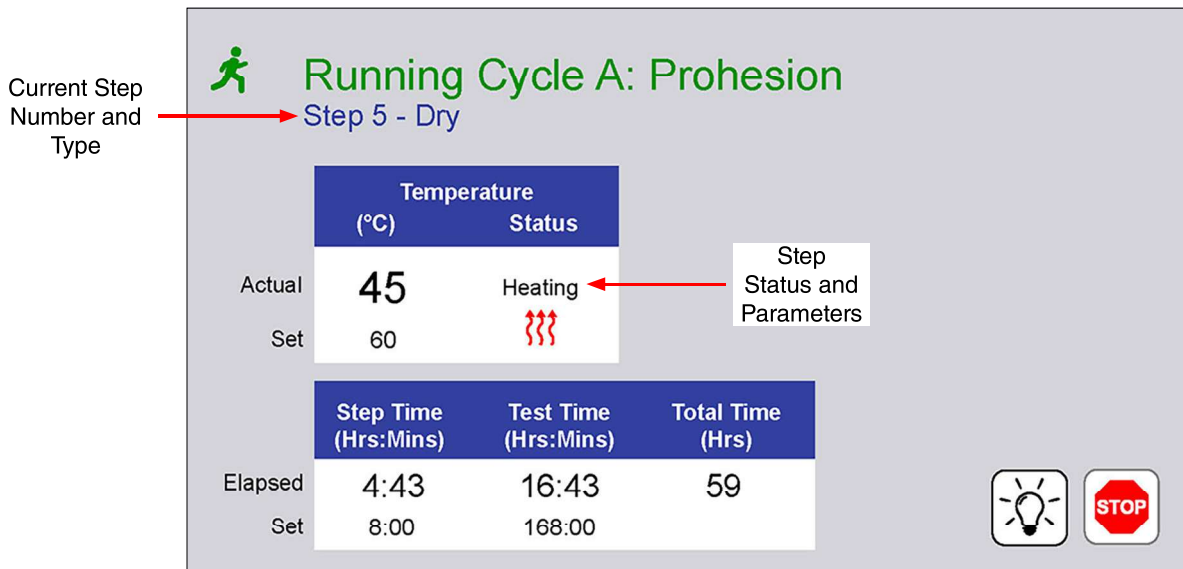 Running Cycle A: Prohesion
Current Step
Number and
Type
Step 5 - Dry
Temperature
(°C) Status
Actual 45 Heating
Set 60
Step
Status and
Parameters
Step Time Test Time Total Time
(Hrs:Mins) (Hrs:Mins) (Hrs)
Elapsed 4:43 16:43 59
Set 8:00 168:00
STOP